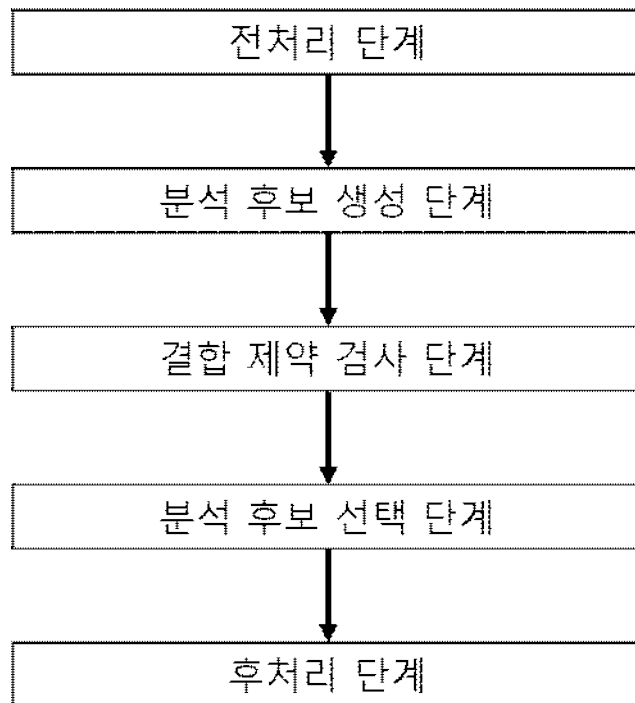 전처리 단계
분석 후보 생성 단계
결합 제약 검사 단계
분석 후보 선택 단계
후처리 단계